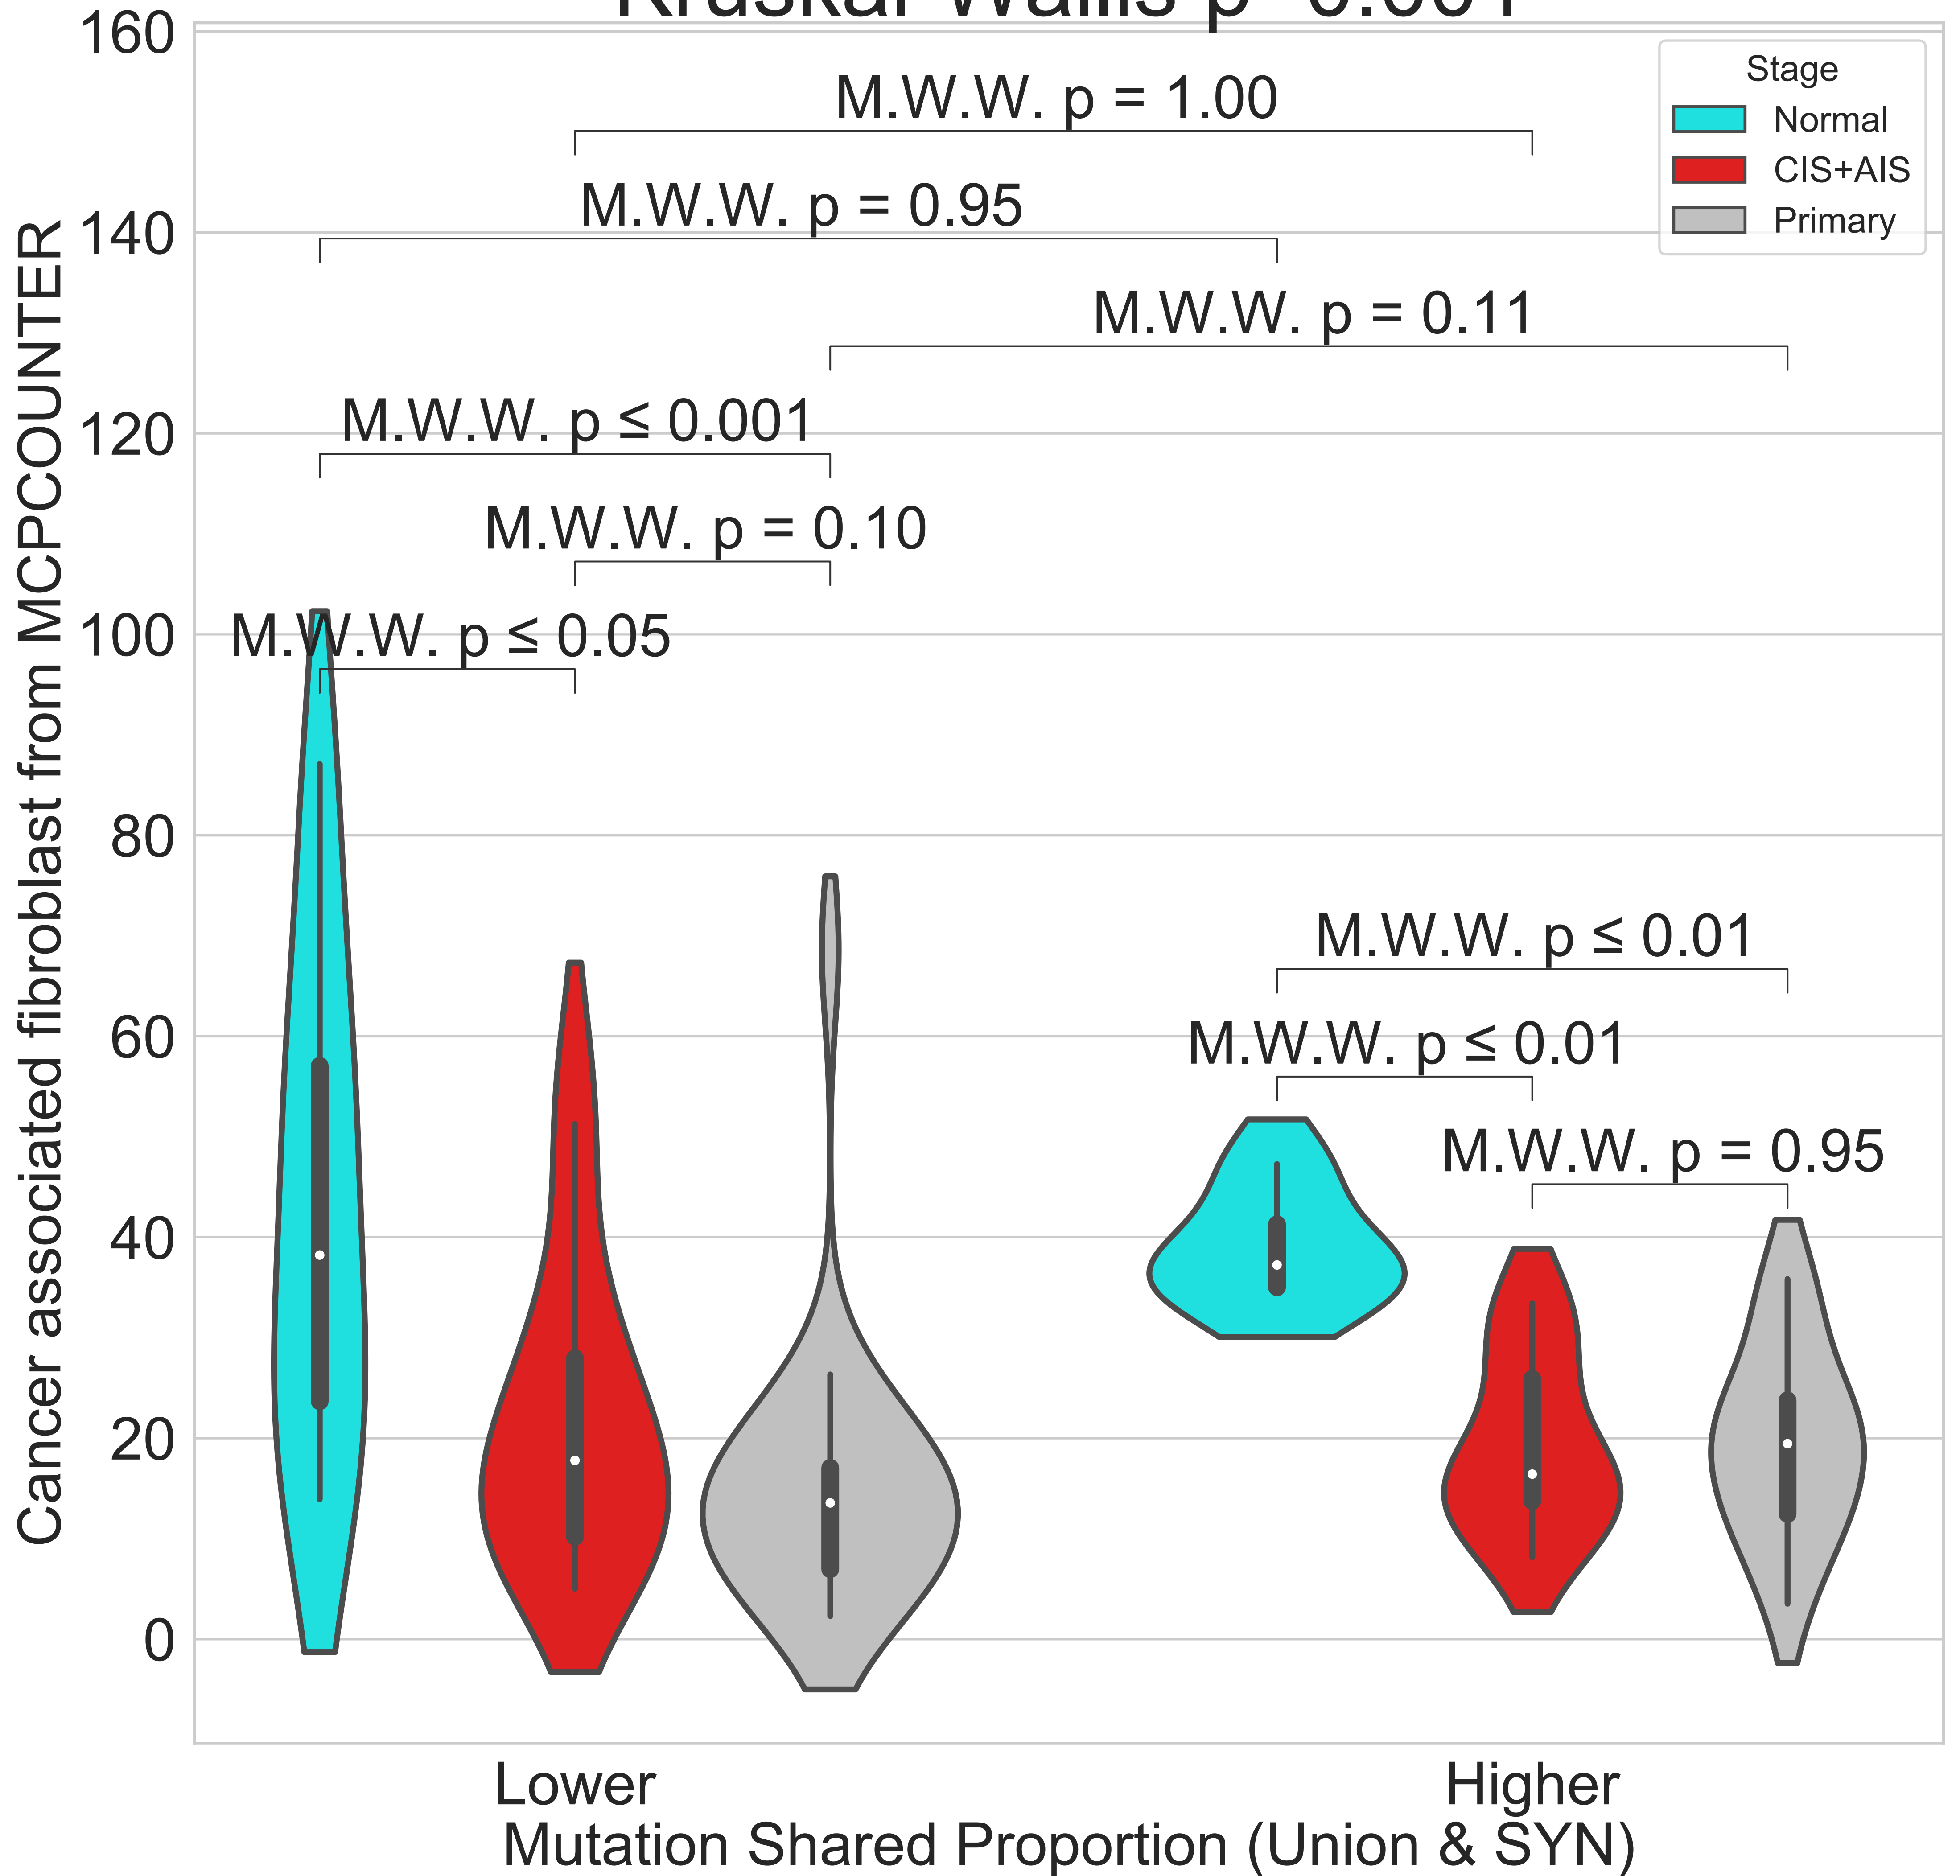 Kruskal Wallis p
160
M.W.W. p = 1.00
Stage
Normal
CIS+AIS
Primary
M.W.W. p = 0.95
140
M.W.W. p = 0.11
120
M.W.W. p ≤ 0.001
M.W.W. p = 0.10
100
M.W.W. p ≤ 0.05
80
M.W.W. p ≤ 0.01
60
M.W.W. p ≤ 0.01
M.W.W. p = 0.95
40
20
0
Cancer associated fibroblast from MCPCOUNTER
Lower
Higher
Mutation Shared Proportion (Union & SYN)